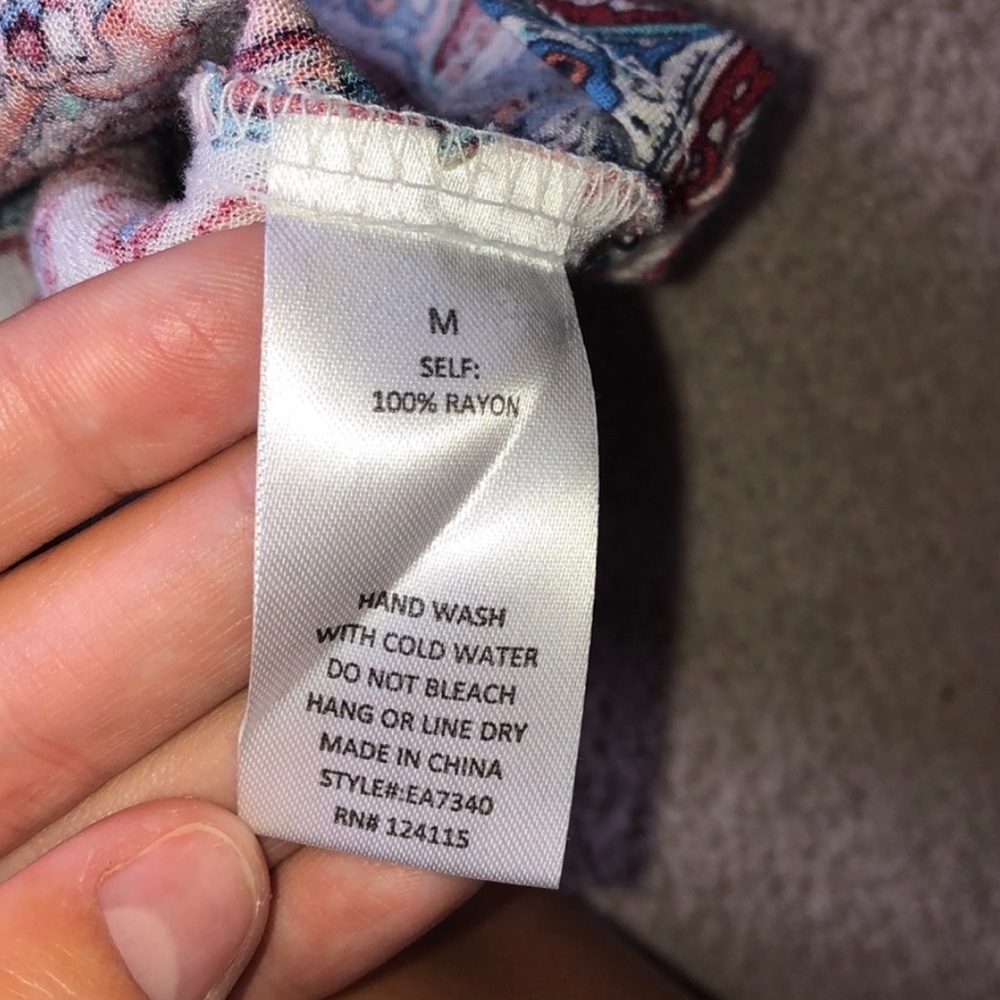 M
SELF:
100% RAYON
HAND WASH
WITH COLD WATER
DO NOT BLEACH
HANG OR LINE DRY
MADE IN CHINA
STYLE#:EA7340
RN# 124115